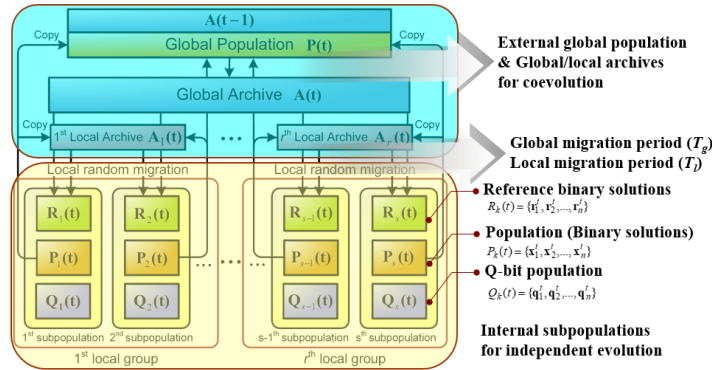 A(t−1)
Copy
Global Population P(t)
Copy
External global population
& Global/local archives
for coevolution
Global Archive A(t)
Copy
1st Local Archive A1(t)
...
rth Local Archive Ar(t)
Copy
Global migration period (Tg)
Local migration period (Tl)
Local random migration
Local random migration
Reference binary solutions
Rk(t) = {r1t, r2t,..., rnt}
R1(t)
R2(t)
Rs−1(t)
Rs(t)
Population (Binary solutions)
Pk(t) = {x1t, x2t,..., xnt}
P1(t)
P2(t)
... ...
Ps−1(t)
Ps(t)
Q-bit population
Qk(t) = {q1t, q2t,..., qnt}
Q1(t)
Q2(t)
Qs−1(t)
Qs(t)
1st subpopulation
2nd subpopulation
s-1th subpopulation
sth subpopulation
1st local group
rth local group
Internal subpopulations
for independent evolution